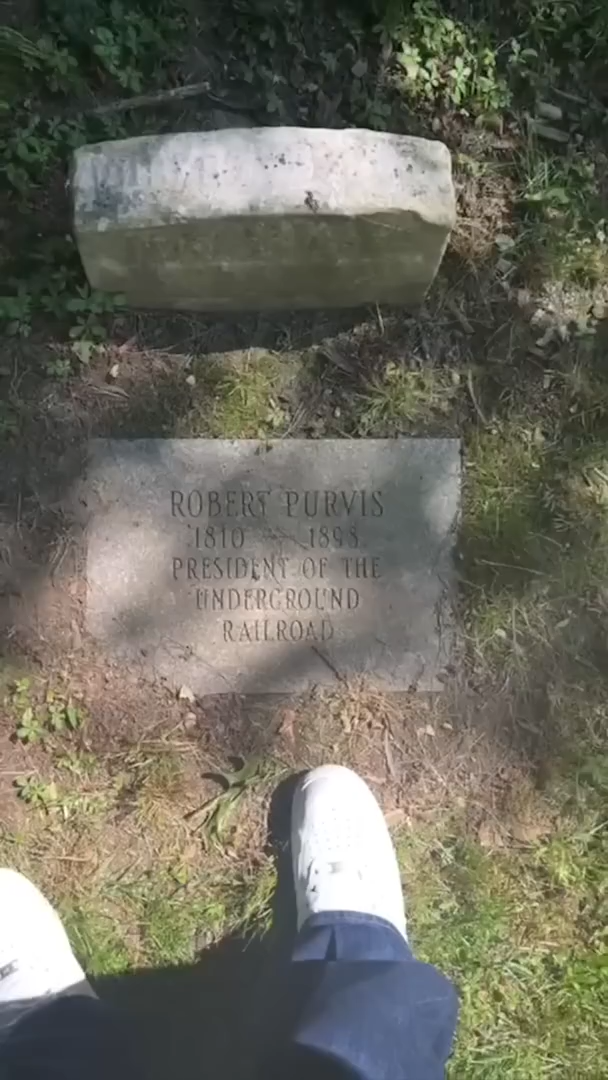 ROBERT PURVIS
1810 1898
PRESIDENT OF THE
UNDERGROUND
RAILROAD